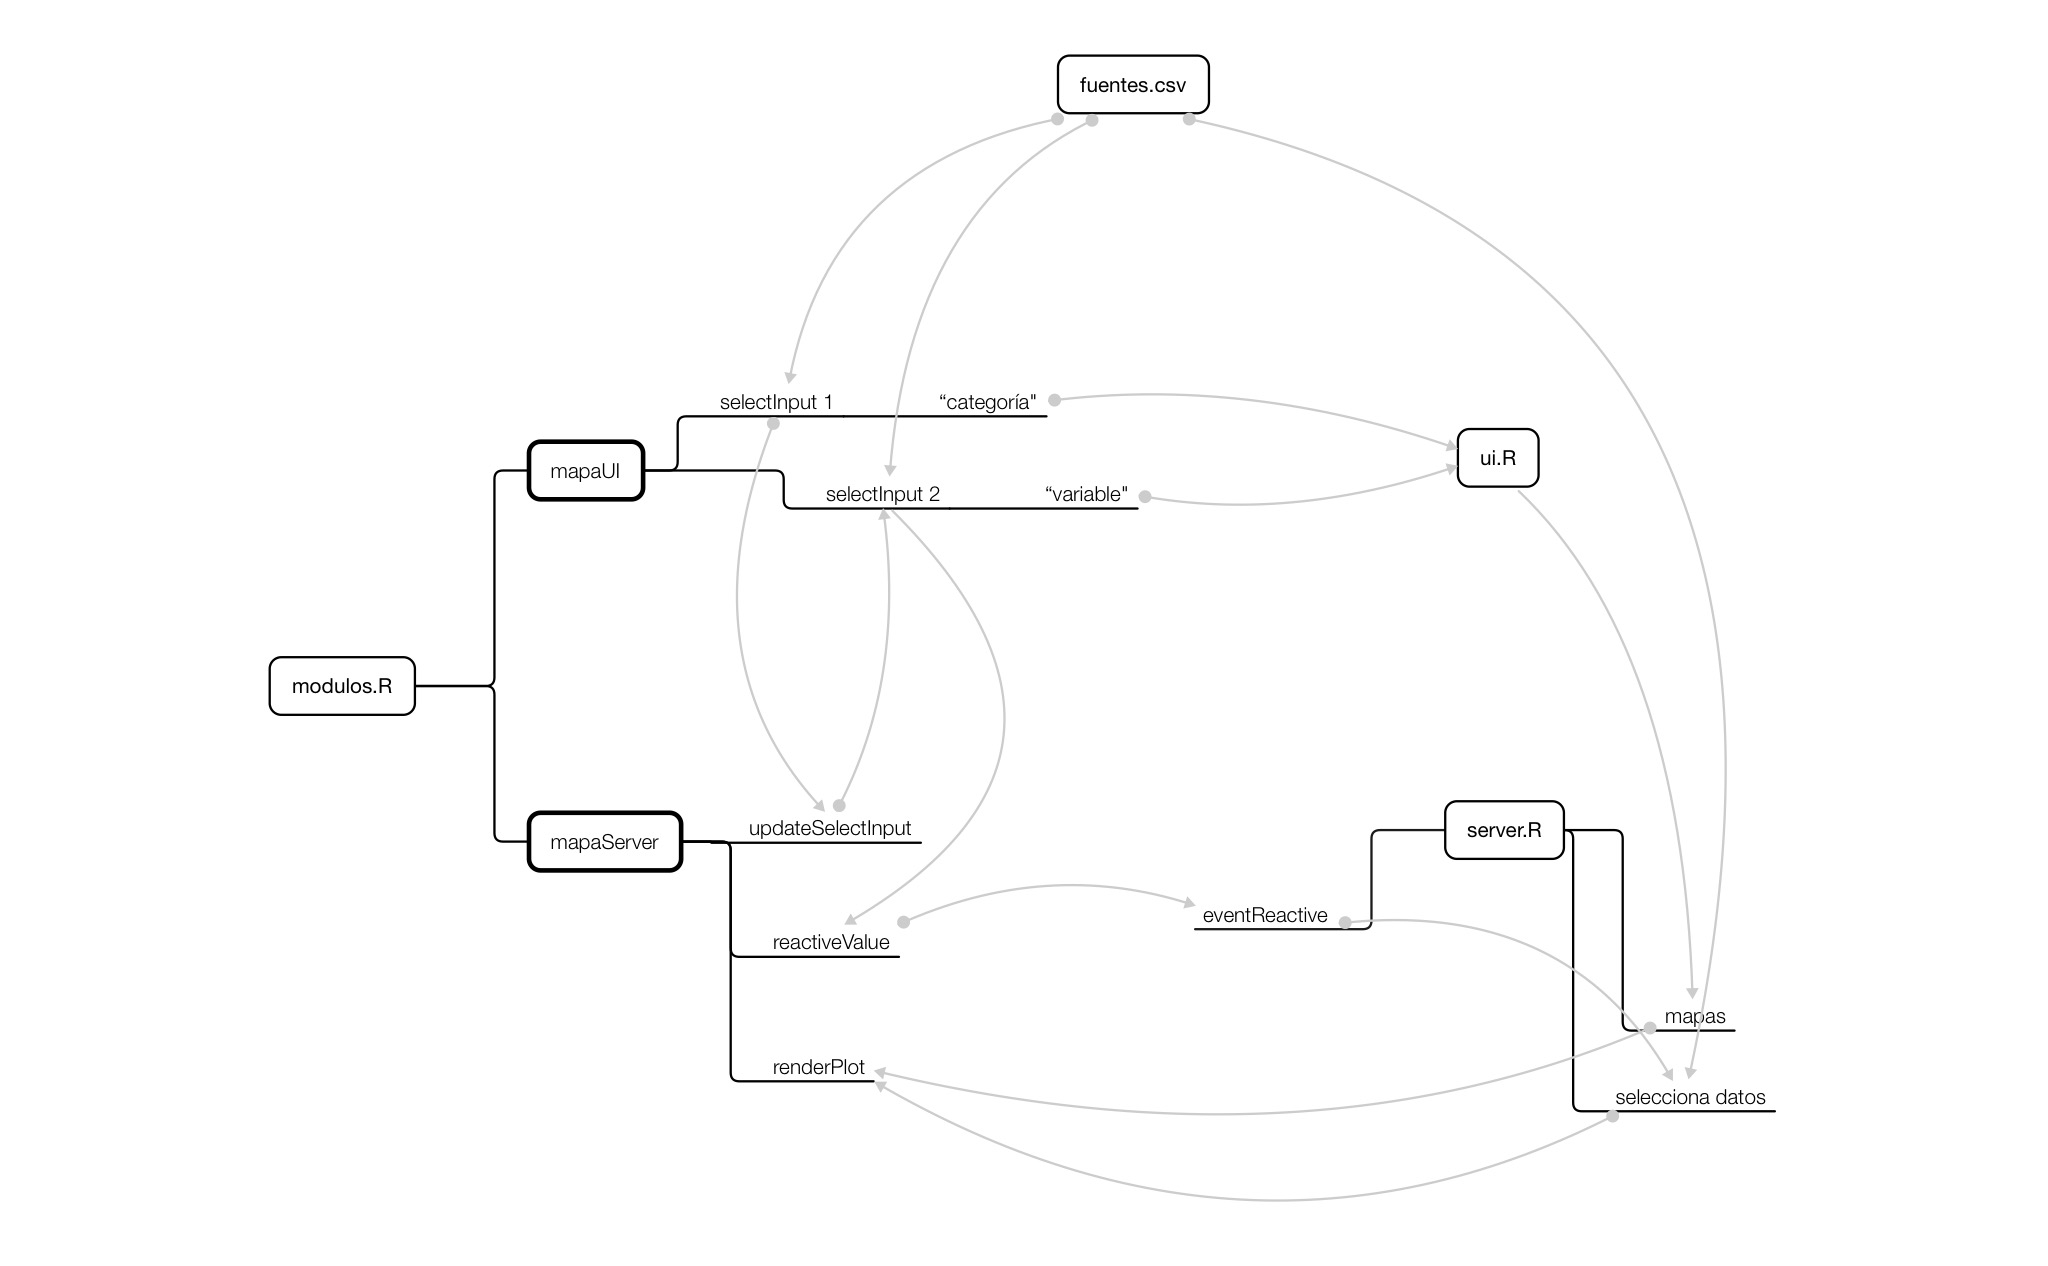 fuentes.csv
selectInput 1
“categoría"
ui.R
mapaUI
selectInput 2
“variable"
modulos.R
updateSelectInput
server.R
mapaServer
eventReactive
reactiveValue
mapas
renderPlot
selecciona datos